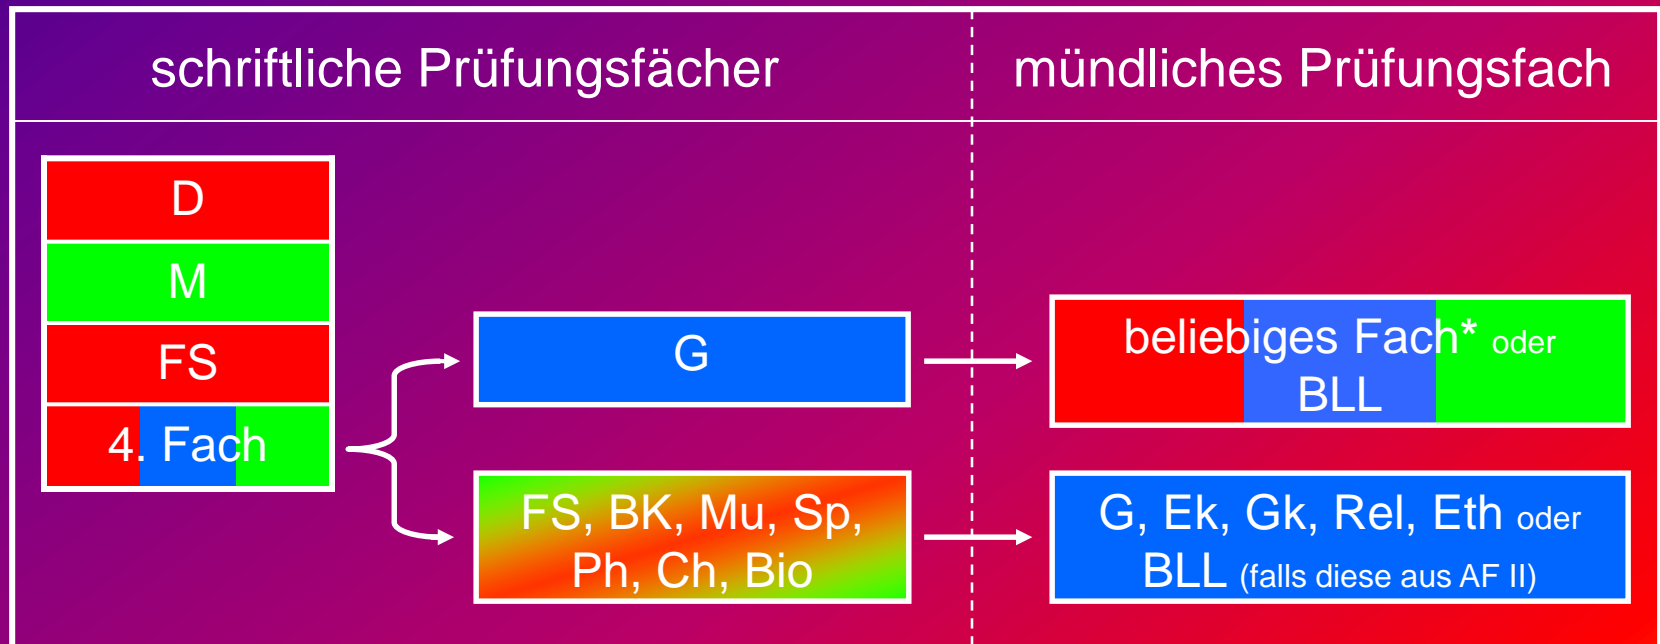 schriftliche Prüfungsfächer
mündliches Prüfungsfach
D
M
FS
4. Fach
G
FS, BK, Mu, Sp,
Ph, Ch, Bio
beliebiges Fach* oder
BLL
G, Ek, Gk, Rel, Eth oder
BLL (falls diese aus AF II)